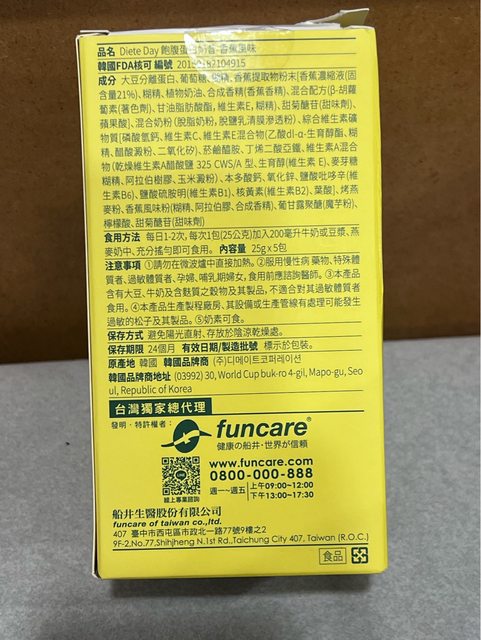 品名 Diete Day 飽腹蛋白奶昔-香蕉風味
韓國FDA核可 編號 20160182104915
成分 大豆分離蛋白、葡萄糖、糊精、香蕉提取物粉末[香蕉濃縮液(固
含量21%)、糊精、植物奶油、合成香精(香蕉香精)、混合配方(β-胡蘿
蔔素(著色劑)、甘油脂肪酸酯、維生素E、糊精)、甜菊醣苷(甜味劑)、
蘋果酸]、混合奶粉(脫脂奶粉、脫鹽乳清膜滲透粉)、綜合維生素礦
物質[磷酸氫鈣、維生素C、維生素E混合物(乙酸dl-α-生育醇酯、糊
精、醋酸澱粉、二氧化矽)、菸鹼醯胺、丁烯二酸亞鐵、維生素A混合
物(乾燥維生素A醋酸鹽 325 CWS/A 型、生育醇(維生素 E)、麥芽糊
糊精、阿拉伯樹膠、玉米澱粉)、本多酸鈣、氧化鋅、鹽酸吡哆辛(維
生素B6)、鹽酸硫胺明(維生素B1)、核黃素(維生素B2)、葉酸]、烤燕
麥粉、香蕉風味粉(糊精、阿拉伯膠、合成香精)、葡甘露聚醣(魔芋粉)、
檸檬酸、甜菊醣苷(甜味劑)
食用方法 每日1-2次，每次1包(25公克)加入200毫升牛奶或豆漿、燕
麥奶中、充分搖勻即可食用。 內容量 25g x 5包
注意事項 ①請勿在微波爐中直接加熱。②服用慢性病 藥物、特殊體
質者、過敏體質者、孕婦、哺乳期婦女，食用前應諮詢醫師。③本產品
含有大豆、牛奶及含麩質之穀物及其製品，不適合對其過敏體質者
食用。④本產品生產製程廠房、其設備或生產管線有處理可能發生
過敏的松子及其製品。⑤奶素可食。
保存方式 避免陽光直射、存放於陰涼乾燥處。
保存期限 24個月 有效日期/製造批號 標示於包裝。
原產地 韓國 韓國品牌商 (주)디메이트코퍼레이션
韓國品牌商地址 (03992) 30, World Cup buk-ro 4-gil, Mapo-gu, Seo
ul, Republic of Korea
台灣獨家總代理
發明・特許權者：
funcare®
健康の船井・世界が信賴
www.funcare.com
0800-000-888
週一~週五 上午09:00~12:00
下午13:00~17:30
線上專業諮詢
船井生醫股份有限公司
funcare of taiwan co.,ltd.
407 臺中市西屯區市政北一路77號9樓之2
9F-2,No.77,Shihjheng N.1st Rd.,Taichung City 407, Taiwan (R.O.C.)
食品